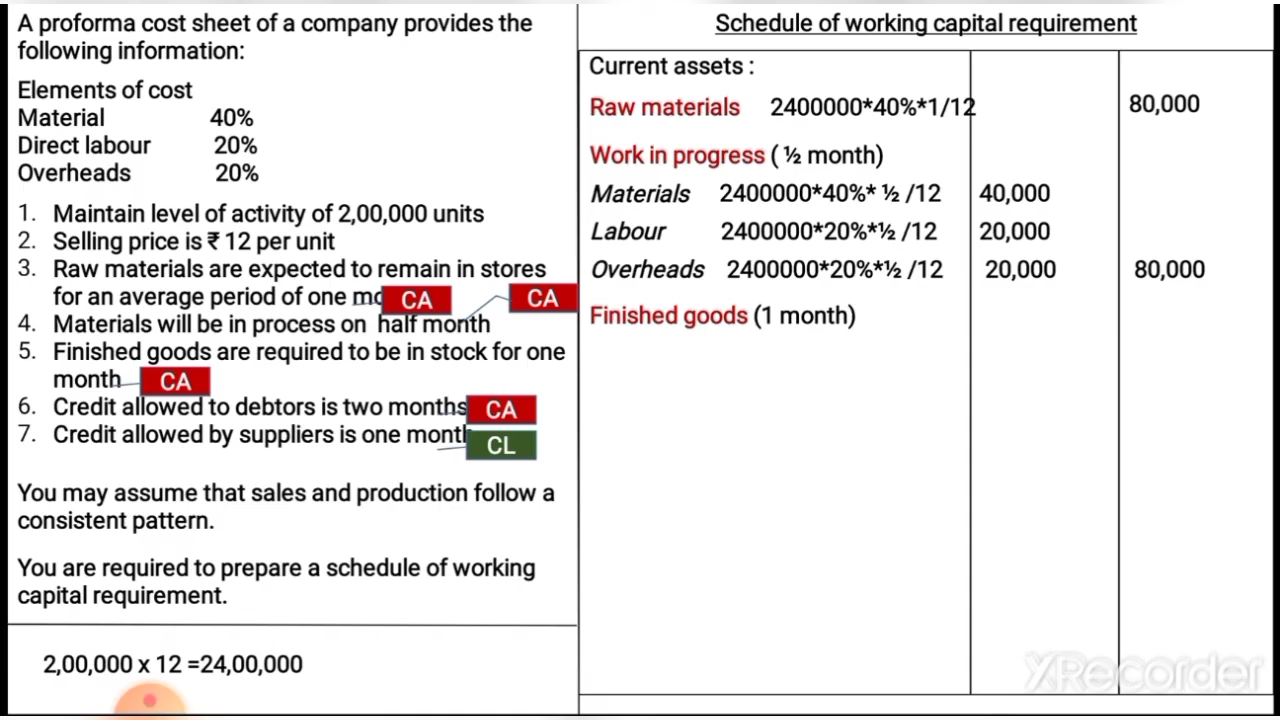 A proforma cost sheet of a company provides the
following information:
Elements of cost
Material 40%
Direct labour 20%
Overheads 20%
1. Maintain level of activity of 2,00,000 units
2. Selling price is ₹ 12 per unit
3. Raw materials are expected to remain in stores
for an average period of one CA CA
4. Materials will be in process on half month
5. Finished goods are required to be in stock for one
month CA
6. Credit allowed to debtors is two months CA
7. Credit allowed by suppliers is one month CL
You may assume that sales and production follow a
consistent pattern.
You are required to prepare a schedule of working
capital requirement.
2,00,000 x 12 =24,00,000
Schedule of working capital requirement
Current assets :
Raw materials 2400000*40%*1/12 80,000
Work in progress ( ½ month)
Materials 2400000*40%* ½ /12 40,000
Labour 2400000*20%*½ /12 20,000
Overheads 2400000*20%*½ /12 20,000 80,000
Finished goods (1 month)
XRecorder